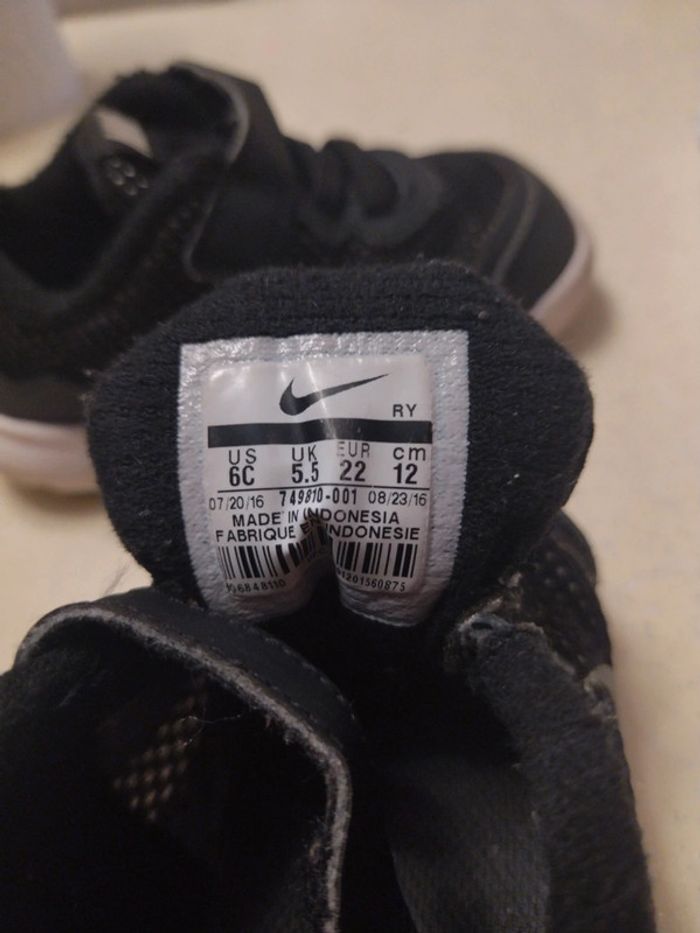 RY
US UK EUR cm
6C 5.5 22 12
07/20/16 749810-001 08/23/16
MADE IN INDONESIA
FABRIQUE EN INDONESIE